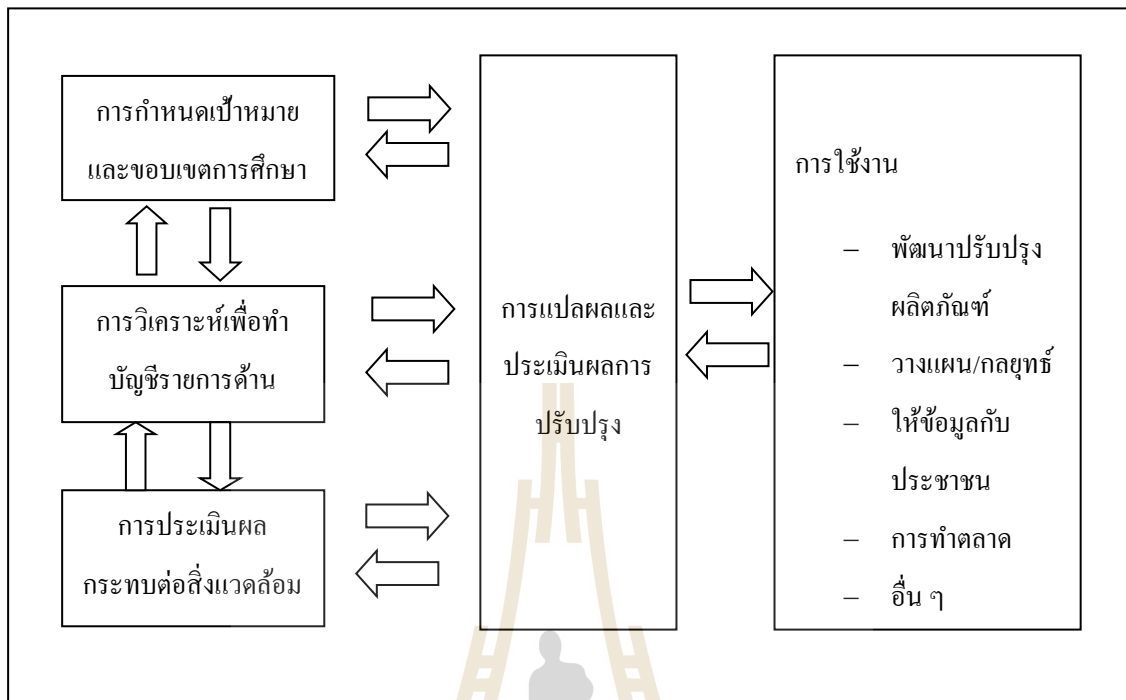 การกำหนดเป้าหมาย
และขอบเขตการศึกษา
การวิเคราะห์เพื่อทำ
บัญชีรายการด้าน
การประเมินผล
กระทบต่อสิ่งแวดล้อม
การแปลผลและ
ประเมินผลการ
ปรับปรุง
การใช้งาน
– พัฒนาปรับปรุง
ผลิตภัณฑ์
– วางแผน/กลยุทธ์
– ให้ข้อมูลกับ
ประชาชน
– การทำตลาด
– อื่น ๆ